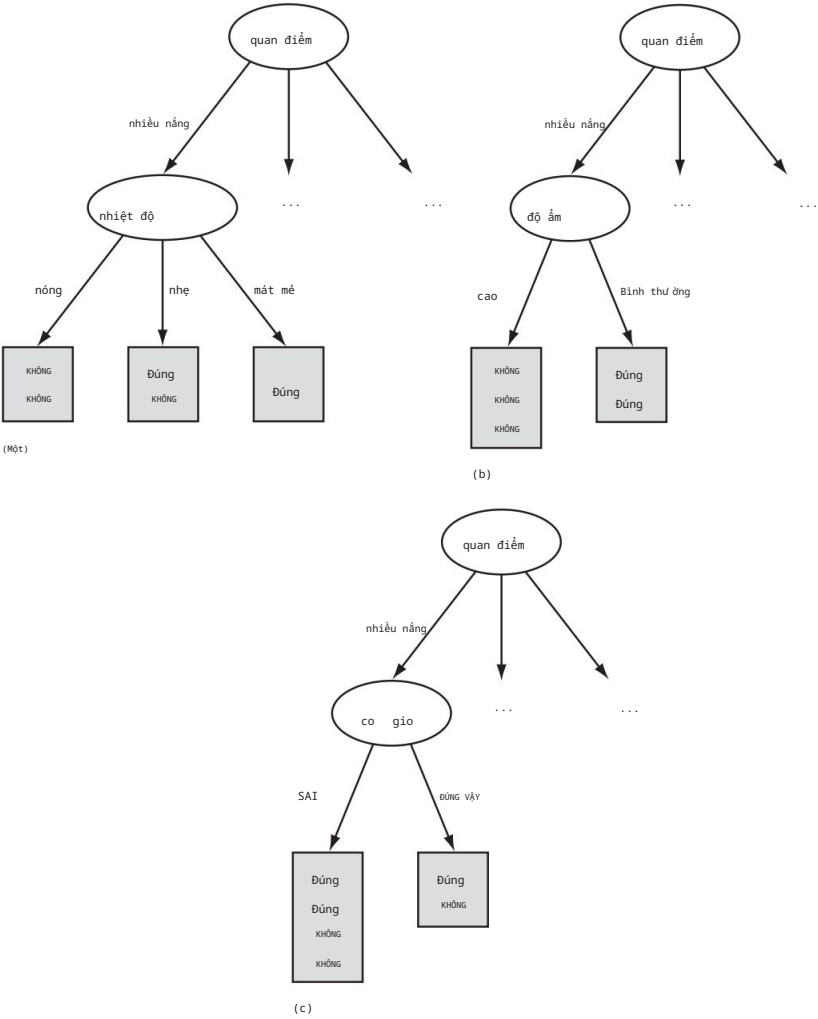 quan điểm
nhiều nắng
nhiệt độ
...
...
nóng
nhẹ
mát mẻ
KHÔNG
KHÔNG
Đúng
KHÔNG
Đúng
(Một)
quan điểm
nhiều nắng
độ ẩm
...
...
cao
Bình thường
KHÔNG
KHÔNG
KHÔNG
Đúng
Đúng
(b)
quan điểm
nhiều nắng
co gio
...
...
SAI
ĐÚNG VẬY
Đúng
Đúng
KHÔNG
KHÔNG
Đúng
KHÔNG
(c)